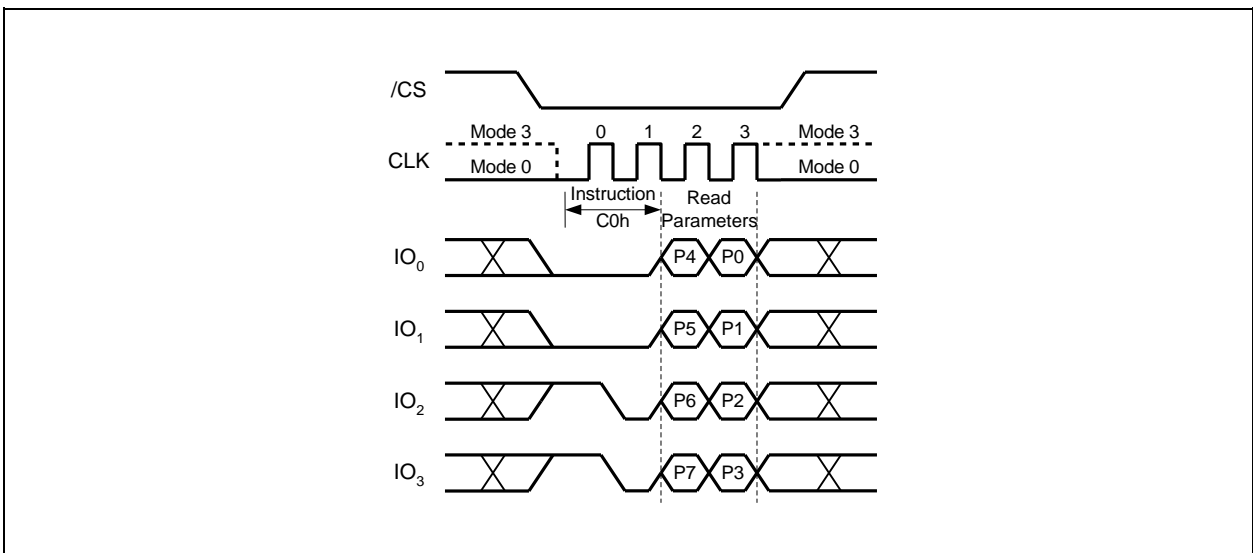 /CS
Mode 3 0 1 2 3 Mode 3
CLK Mode 0 Mode 0
Instruction Read
C0h Parameters
IO0 P4 P0
IO1 P5 P1
IO2 P6 P2
IO3 P7 P3